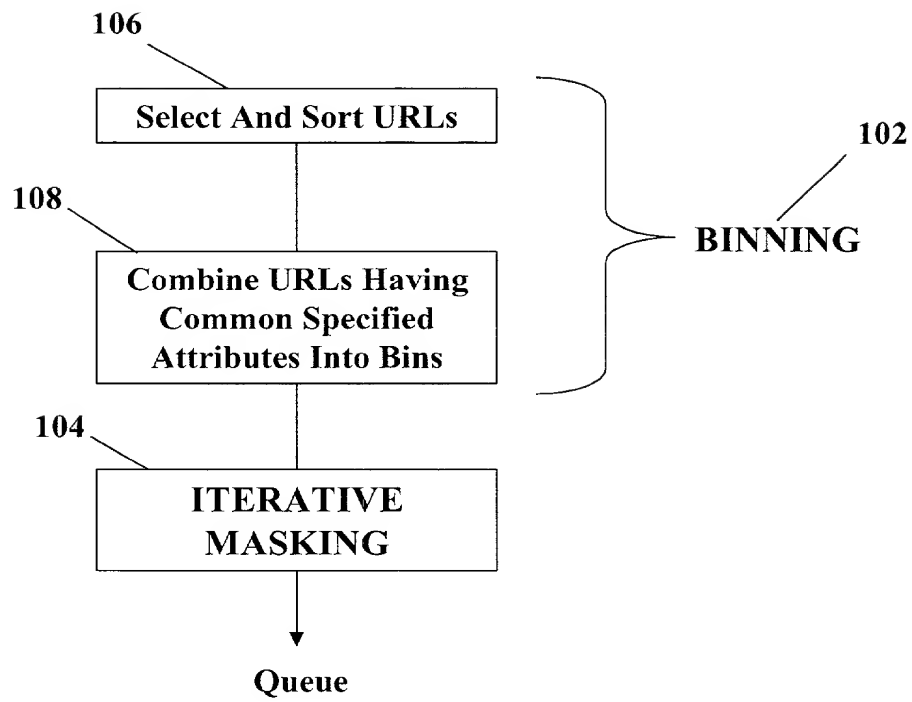 106
Select And Sort URLs
102
108
BINNING
Combine URLs Having
Common Specified
Attributes Into Bins
104
ITERATIVE
MASKING
Queue